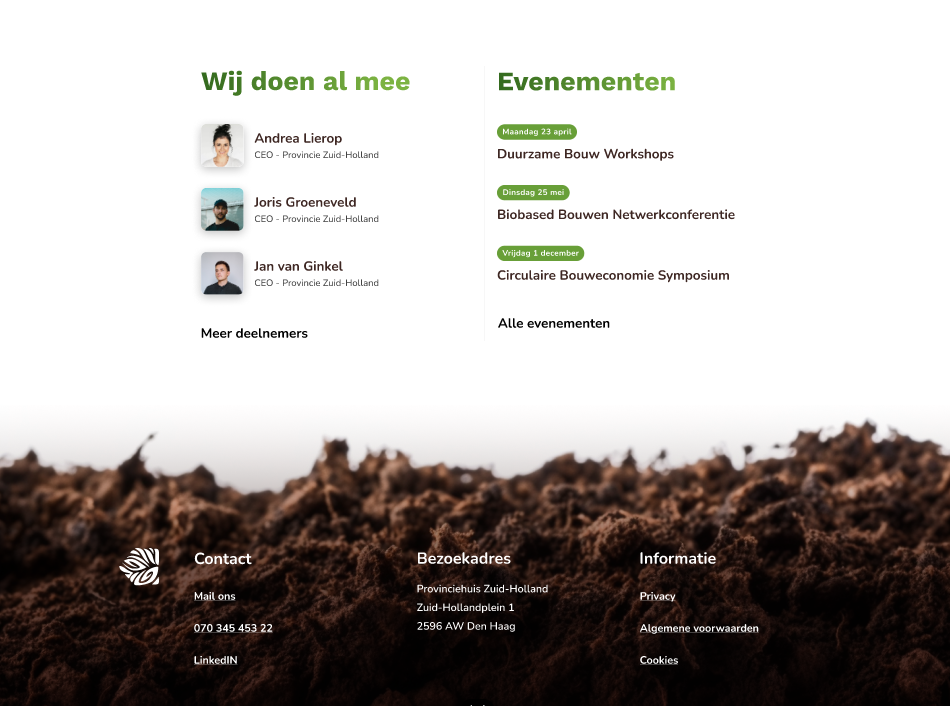 Wij doen al mee
Andrea Lierop
CEO - Provincie Zuid-Holland
Joris Groeneveld
CEO - Provincie Zuid-Holland
Jan van Ginkel
CEO - Provincie Zuid-Holland
Meer deelnemers
Evenementen
Maandag 23 april
Duurzame Bouw Workshops
Dinsdag 25 mei
Biobased Bouwen Netwerkconferentie
Vrijdag 1 december
Circulaire Bouweconomie Symposium
Alle evenementen
Contact
Mail ons
070 345 453 22
LinkedIN
Bezoekadres
Provinciehuis Zuid-Holland
Zuid-Hollandplein 1
2596 AW Den Haag
Informatie
Privacy
Algemene voorwaarden
Cookies